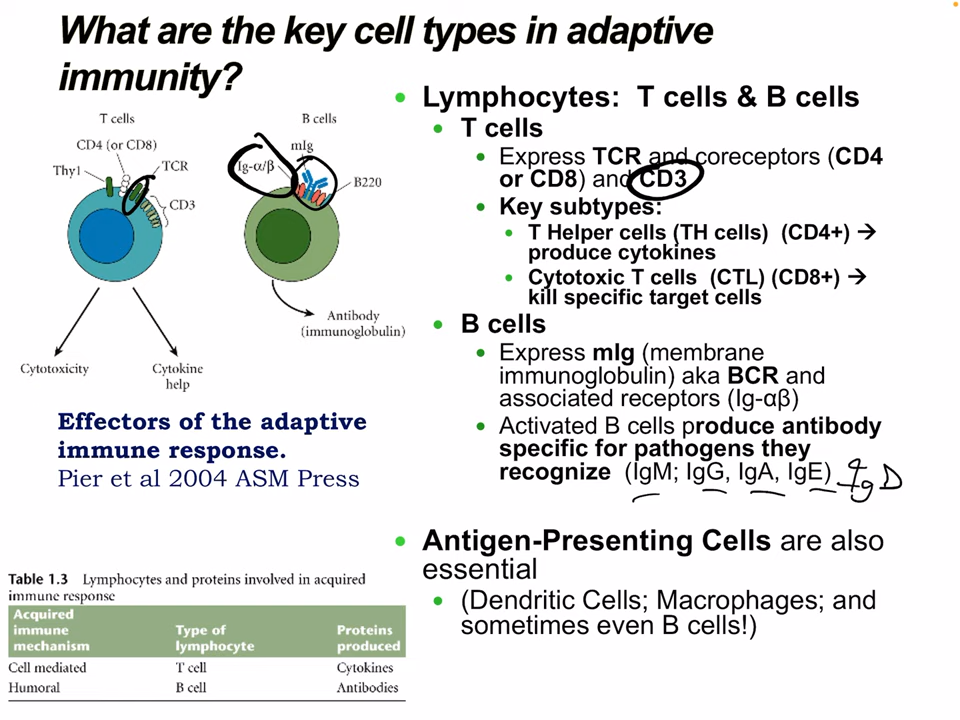 What are the key cell types in adaptive
immunity?
T cells
CD4 (or CD8)
Thy1
TCR
CD3
B cells
mIg
Ig-α/β
B220
Antibody
(immunoglobulin)
Cytotoxicity
Cytokine
help
Effectors of the adaptive
immune response.
Pier et al 2004 ASM Press
Table 1.3 Lymphocytes and proteins involved in acquired
immune response
Acquired
immune
mechanism
Type of
lymphocyte
Proteins
produced
Cell mediated T cell Cytokines
Humoral B cell Antibodies
• Lymphocytes: T cells & B cells
• T cells
• Express TCR and coreceptors (CD4
or CD8) and CD3
• Key subtypes:
• T Helper cells (TH cells) (CD4+) →
produce cytokines
• Cytotoxic T cells (CTL) (CD8+) →
kill specific target cells
• B cells
• Express mIg (membrane
immunoglobulin) aka BCR and
associated receptors (Ig-αβ)
• Activated B cells produce antibody
specific for pathogens they
recognize (IgM; IgG, IgA, IgE) IgD
• Antigen-Presenting Cells are also
essential
• (Dendritic Cells; Macrophages; and
sometimes even B cells!)